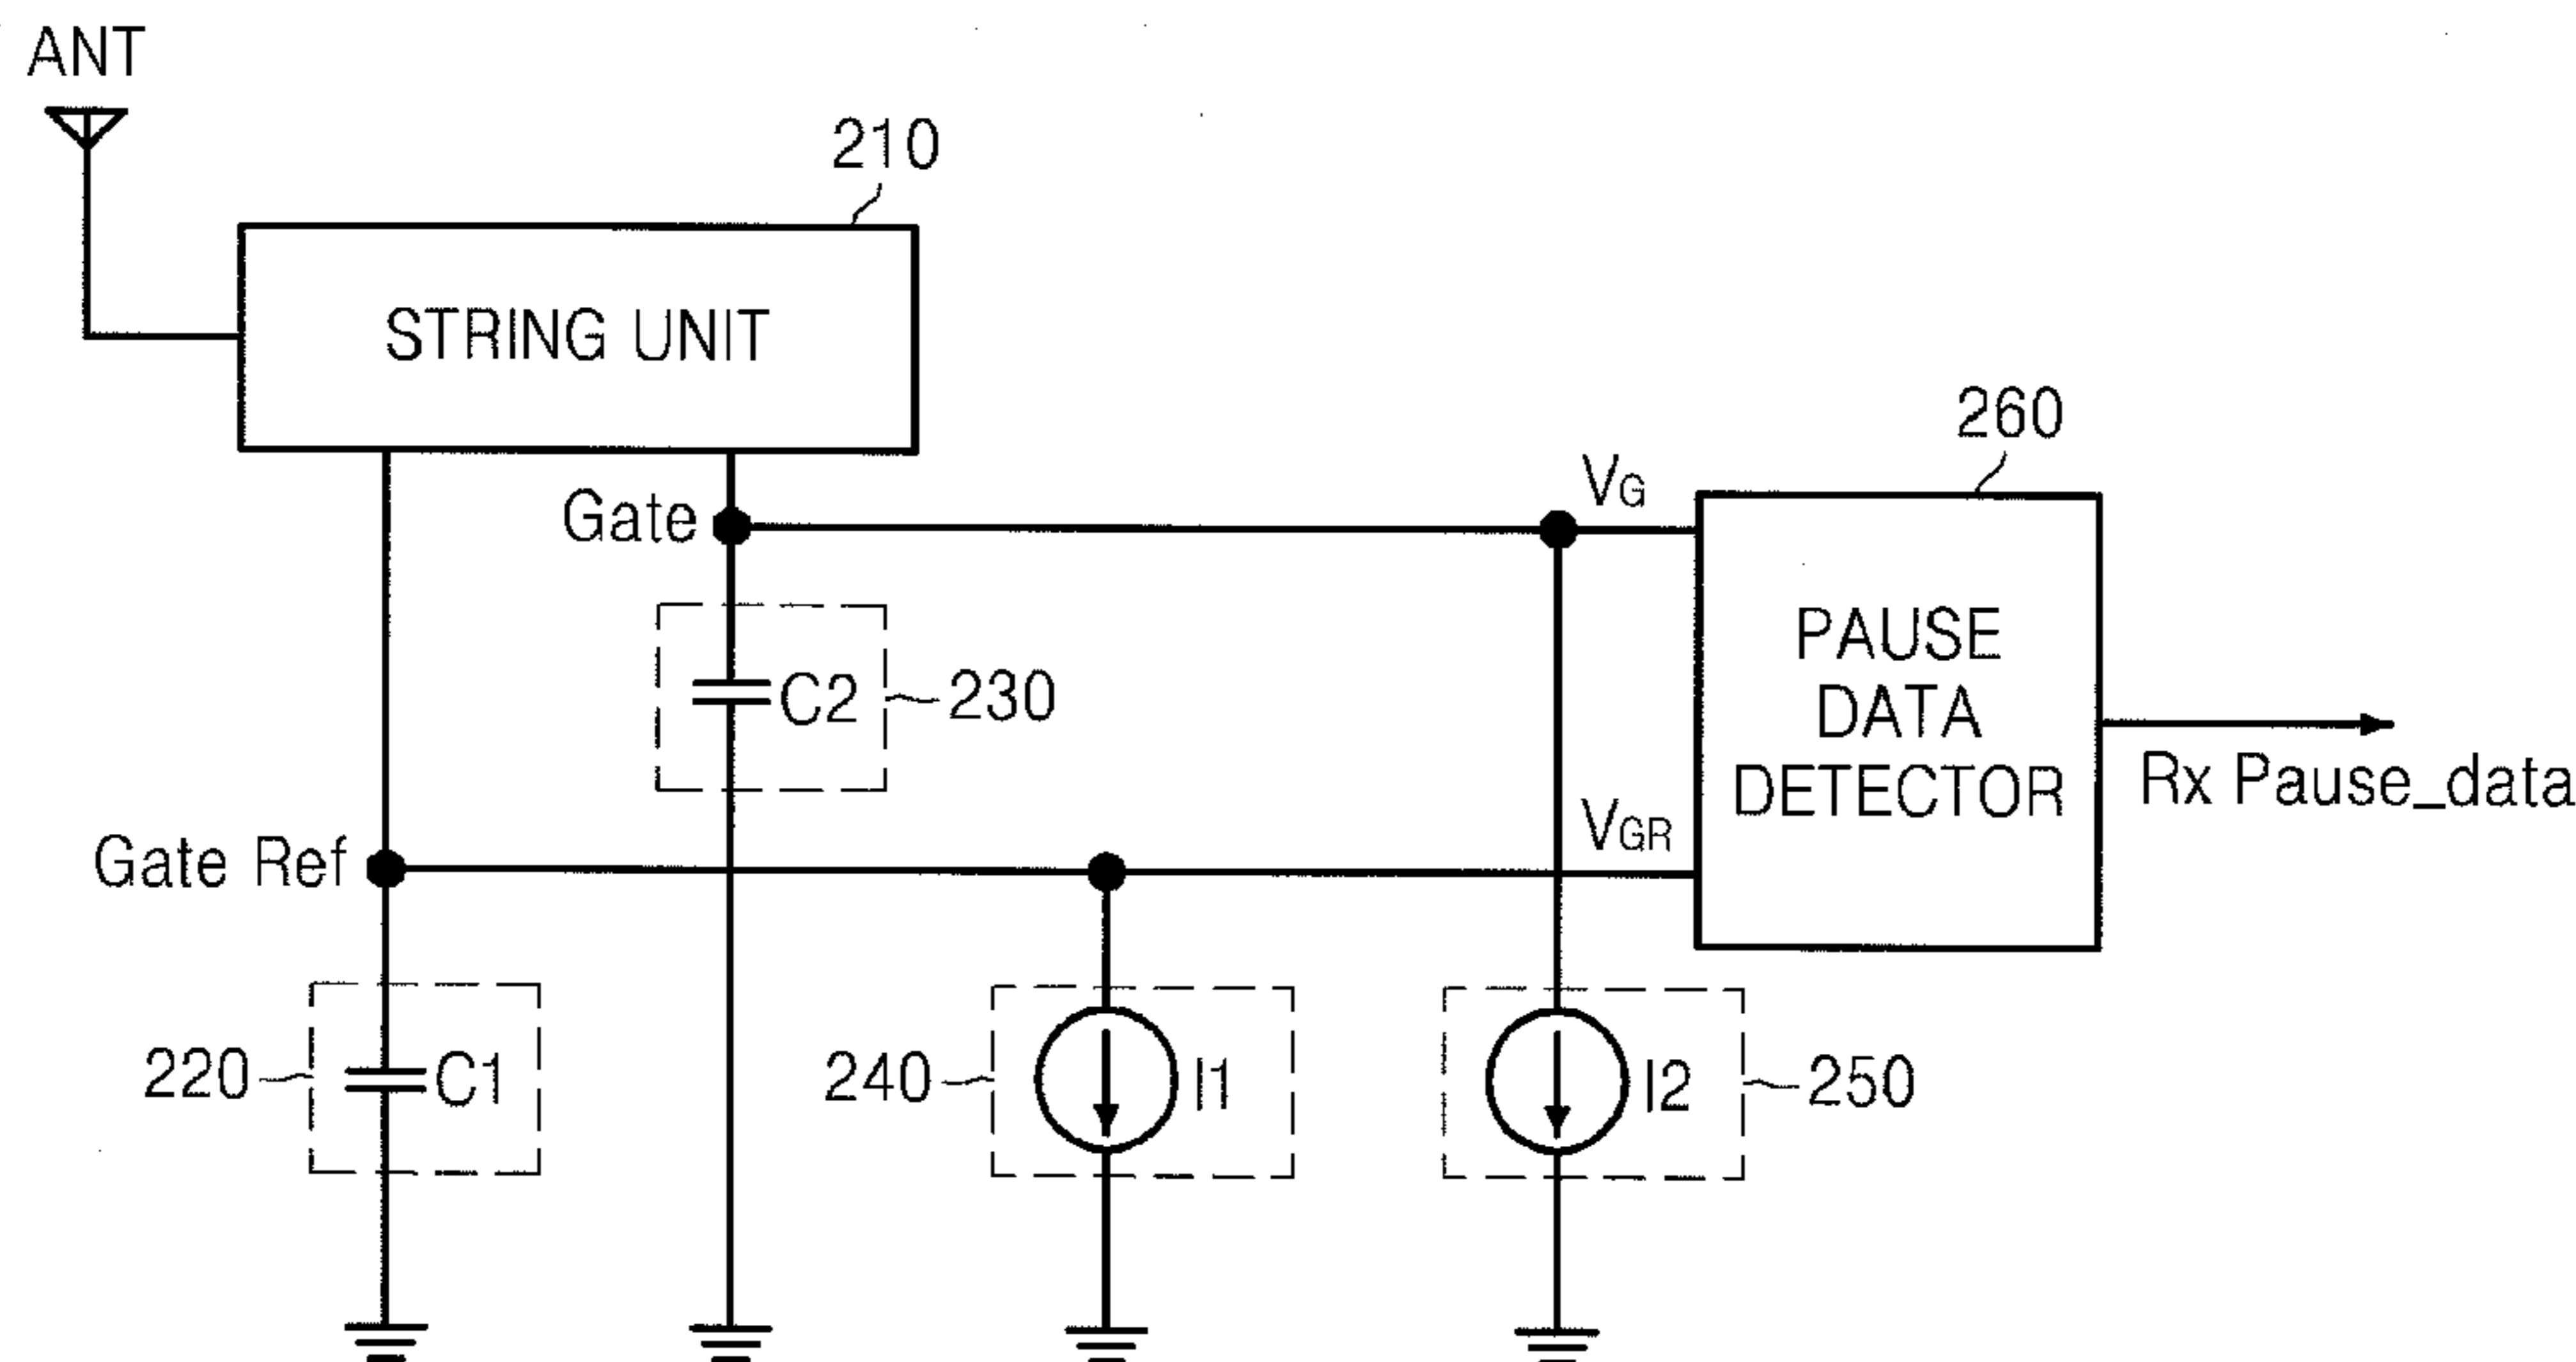 ANT
210
STRING UNIT
260
VG
Gate
PAUSE
DATA
DETECTOR
C2
230
Rx Pause_data
VGR
Gate Ref
220
C1
240
I1
I2
250